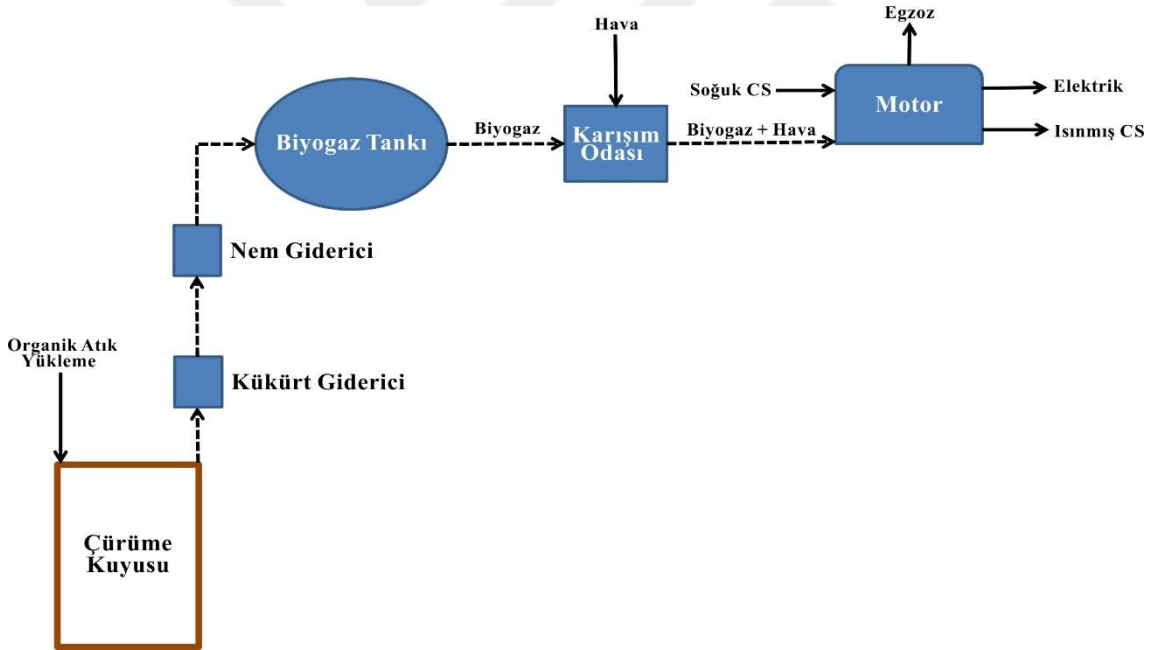 Egzoz
Hava
Soğuk CS
Motor
Elektrik
Isınmış CS
Biyogaz Tankı
Biyogaz
Karışım
Odası
Biyogaz + Hava
Nem Giderici
Organik Atık
Yükleme
Kükürt Giderici
Çürüme
Kuyusu